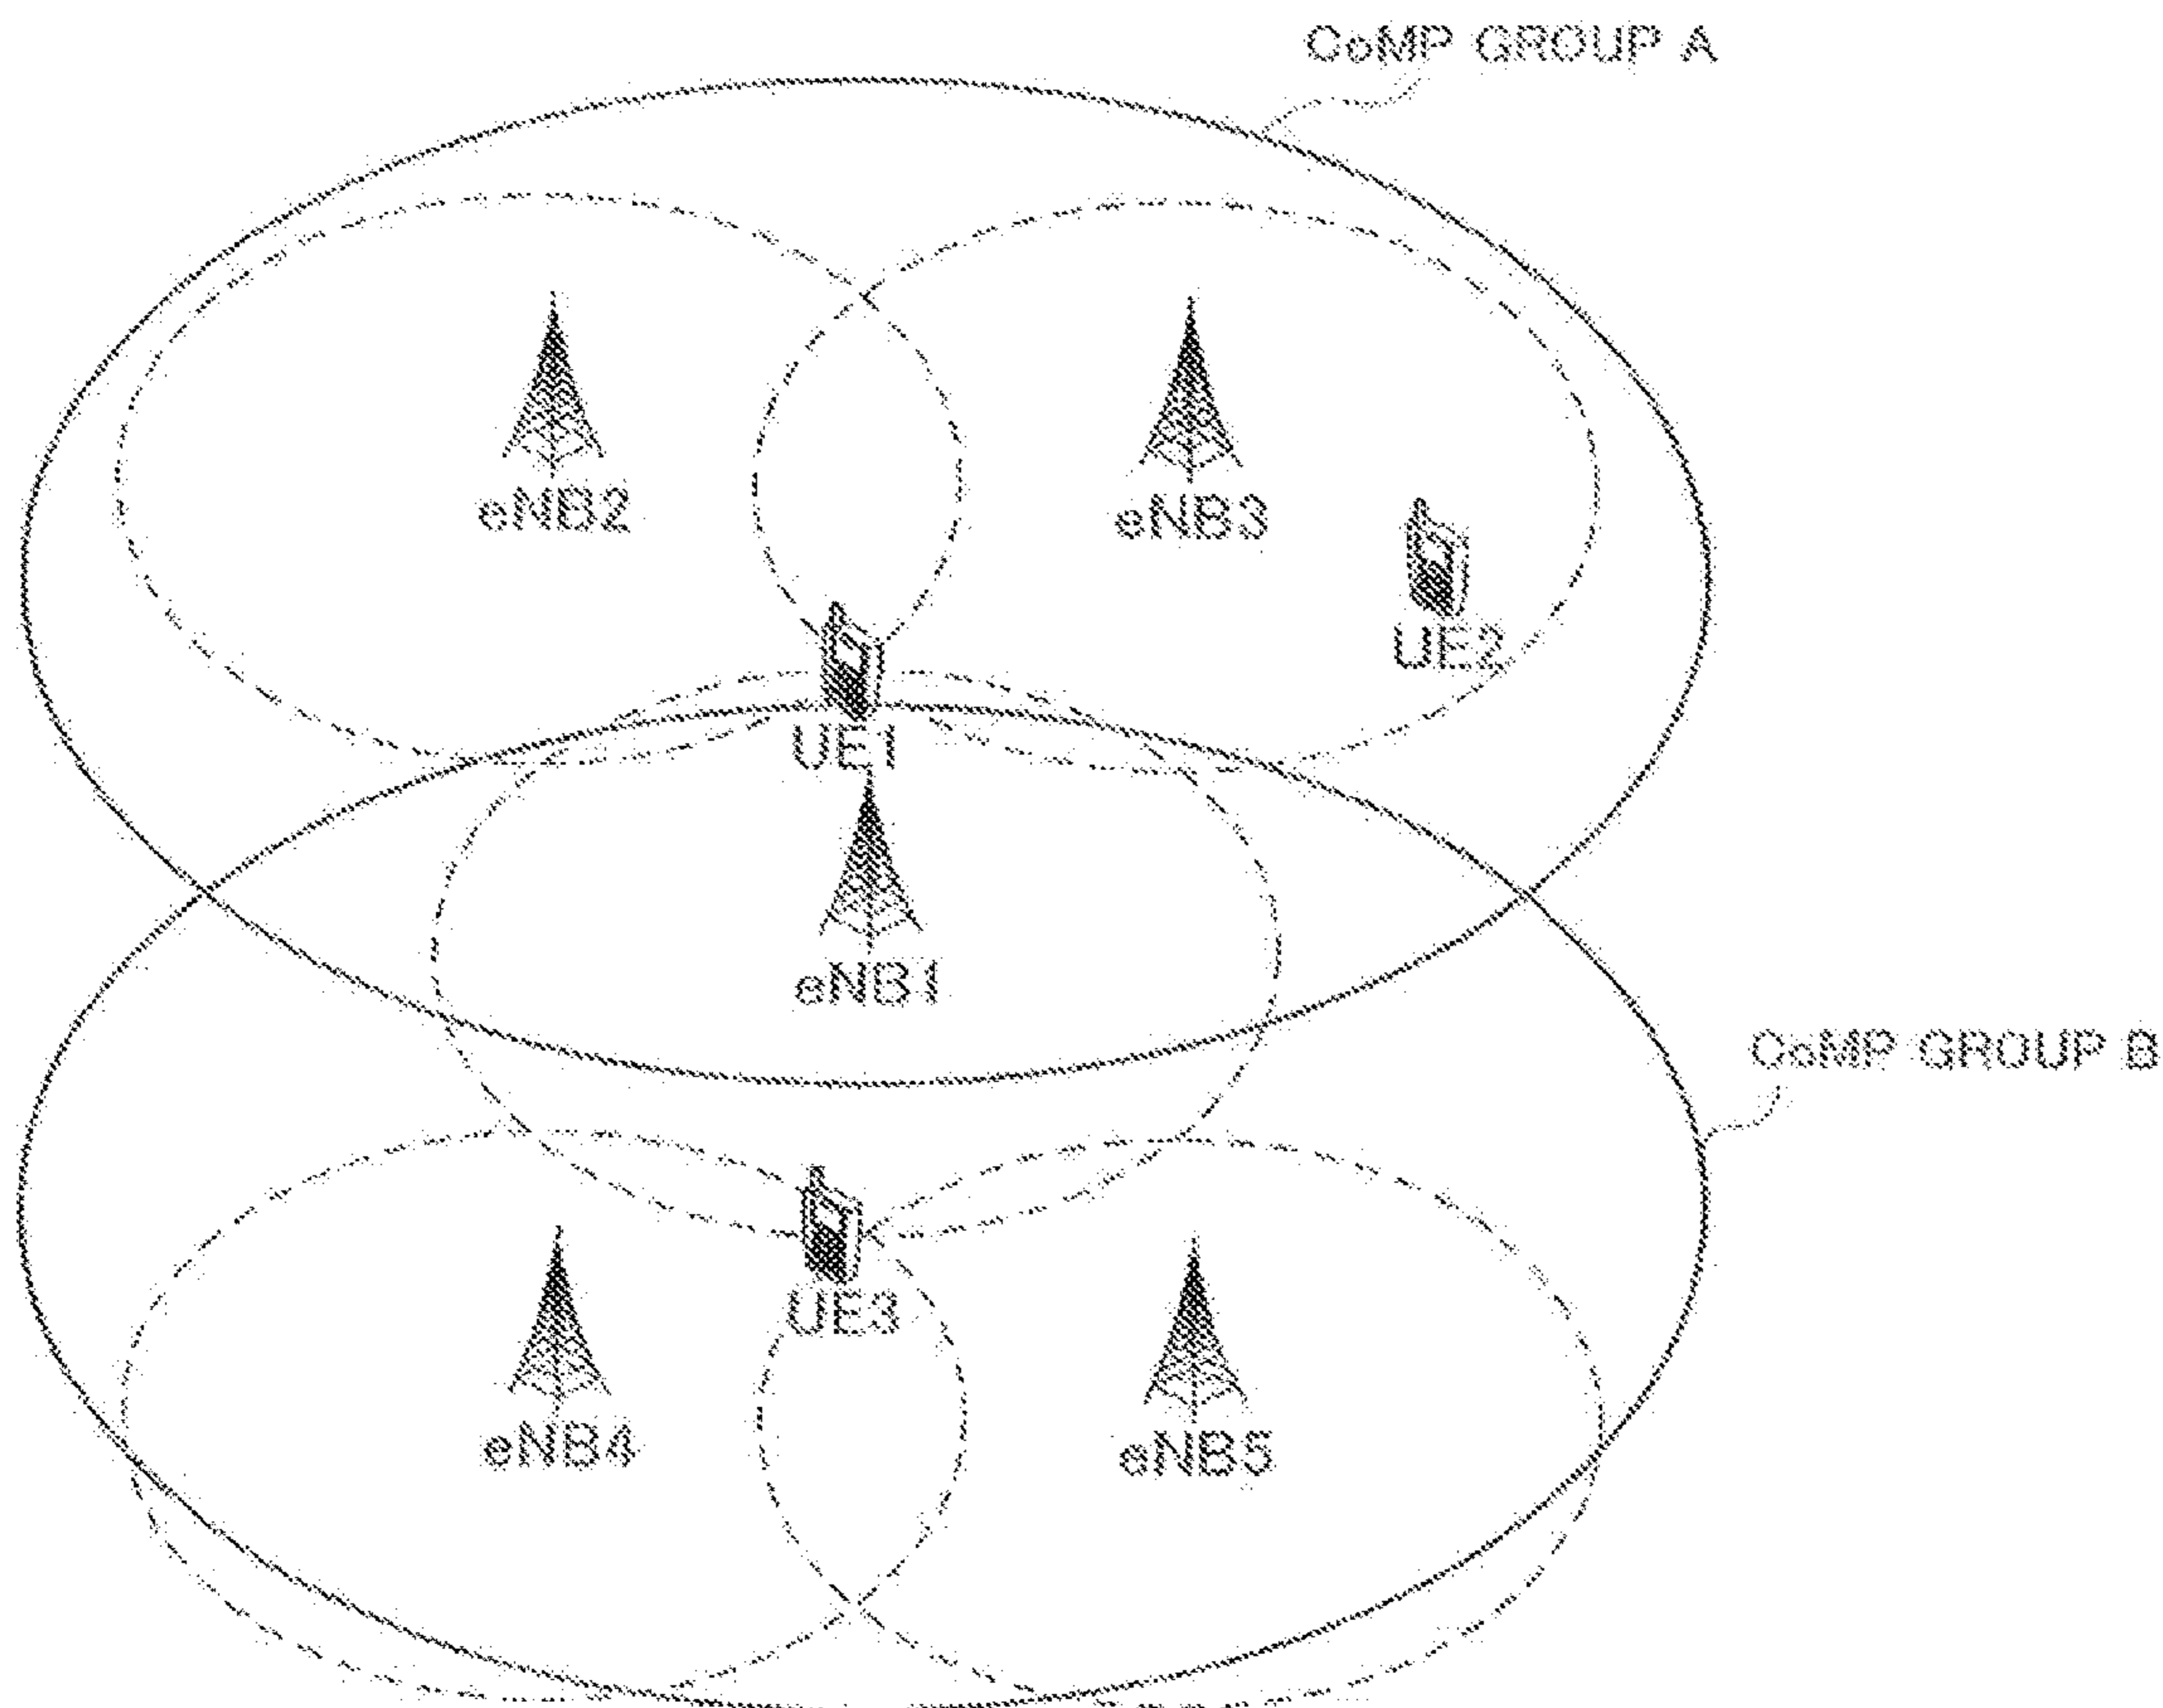 CoMP GROUP A
eNB2
eNB3
UE2
UE1
eNB1
CoMP GROUP B
UE3
eNB4
eNB5